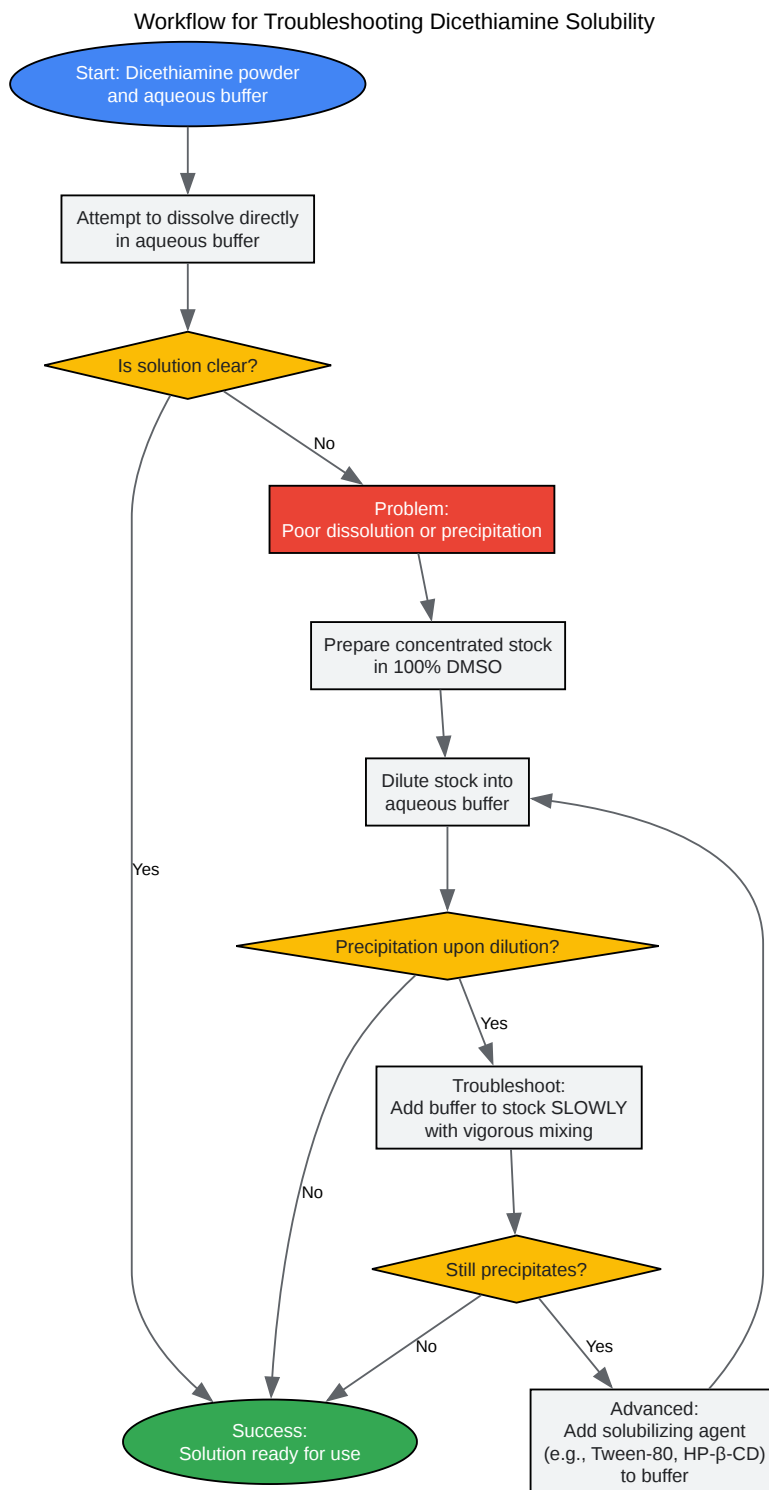 Workflow for Troubleshooting Dicethiamine Solubility
Start: Dicethiamine powder
and aqueous buffer
Attempt to dissolve directly
in aqueous buffer
Is solution clear?
No
Problem:
Poor dissolution or precipitation
Prepare concentrated stock
in 100% DMSO
Dilute stock into
aqueous buffer
Yes
Precipitation upon dilution?
Yes
Troubleshoot:
Add buffer to stock SLOWLY
with vigorous mixing
No
Still precipitates?
No
Yes
Success:
Solution ready for use
Advanced:
Add solubilizing agent
(e.g., Tween-80, HP-β-CD)
to buffer